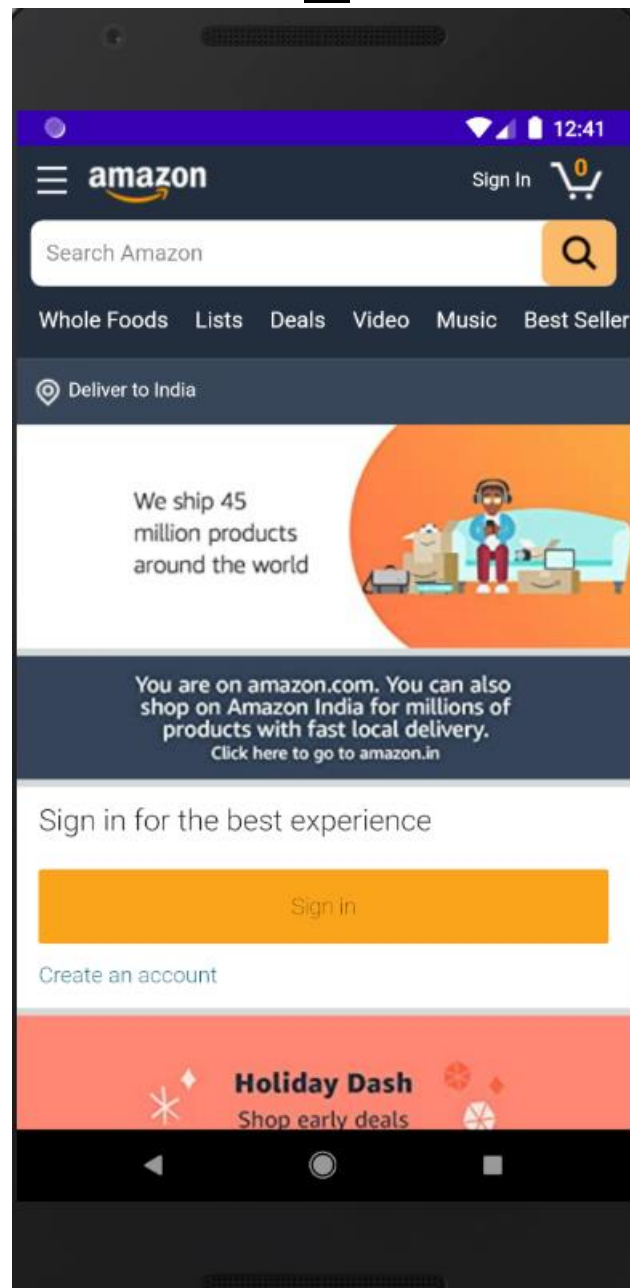 12:41
amazon
Sign In
0
Search Amazon
Whole Foods Lists Deals Video Music Best Seller
Deliver to India
We ship 45
million products
around the world
You are on amazon.com. You can also
shop on Amazon India for millions of
products with fast local delivery.
Click here to go to amazon.in
Sign in for the best experience
Sign in
Create an account
Holiday Dash
Shop early deals